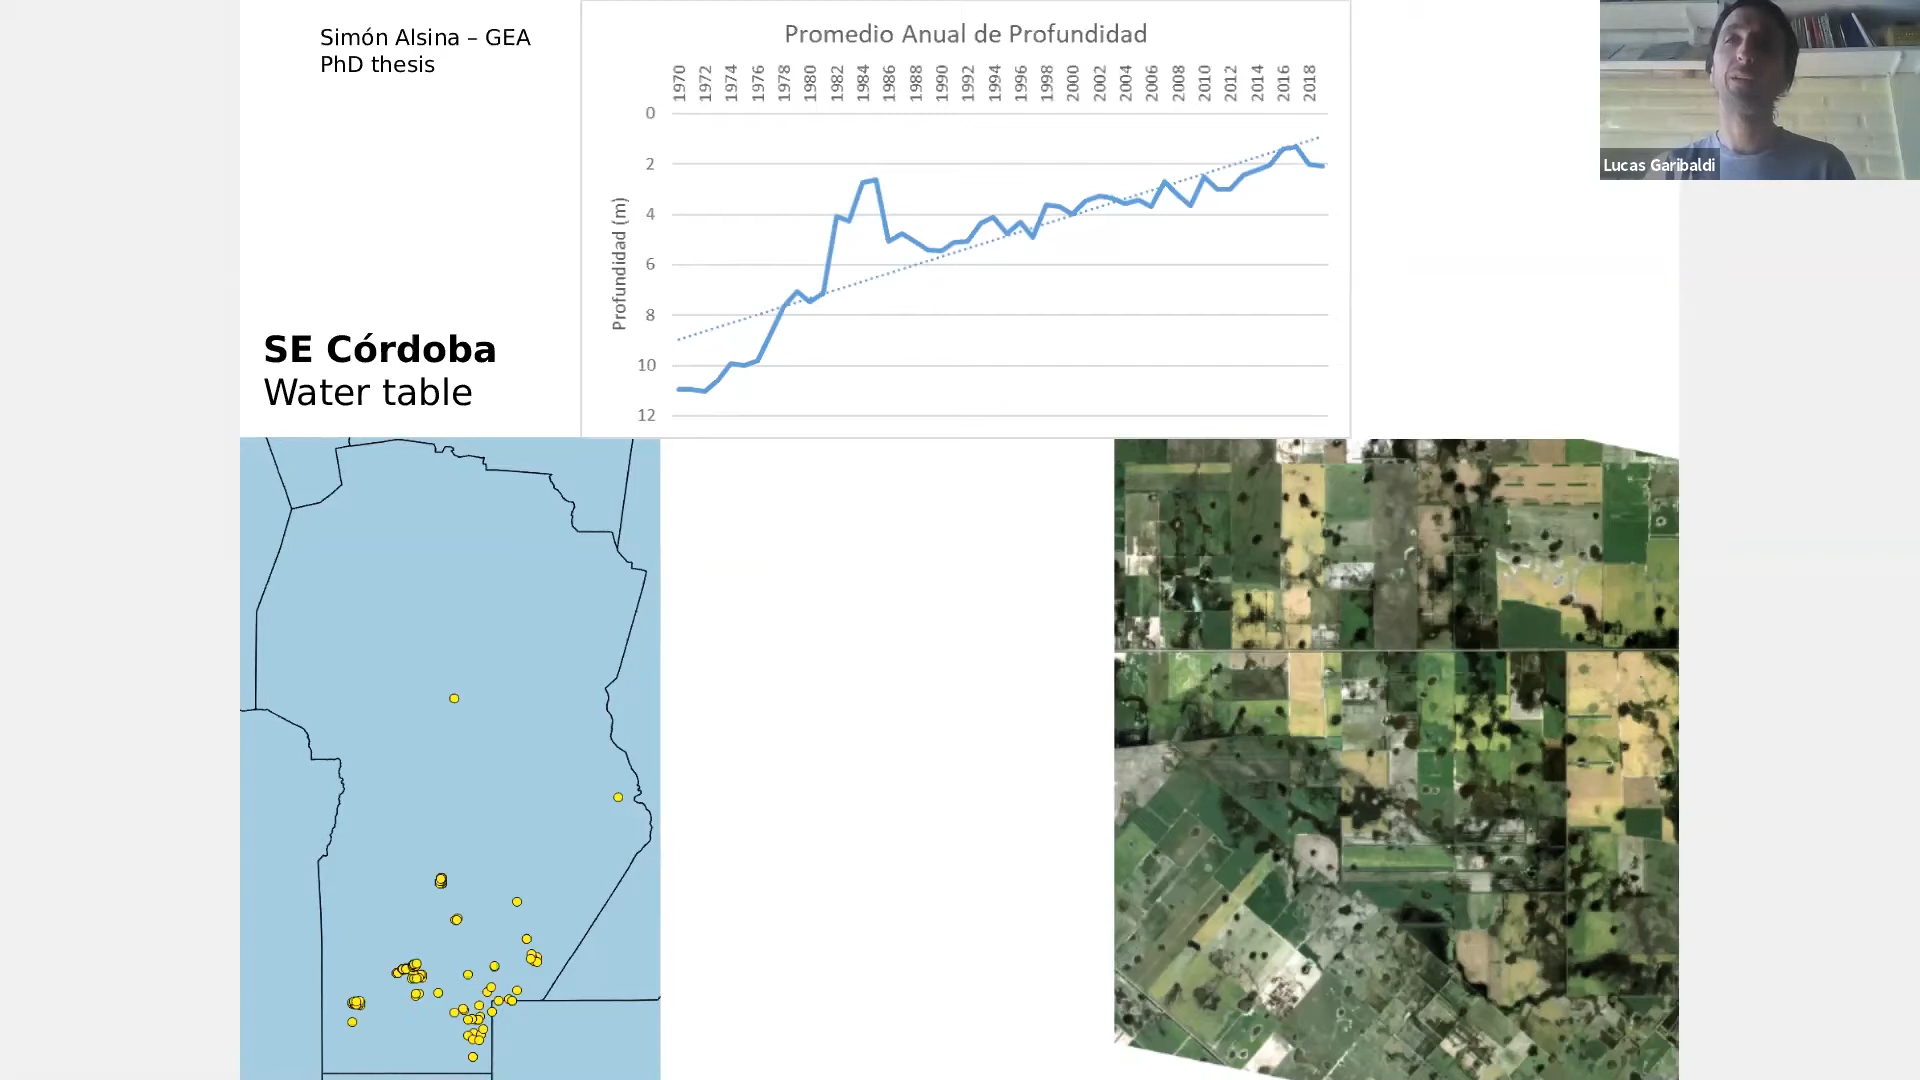 Simón Alsina – GEA
PhD thesis
SE Córdoba
Water table
Promedio Anual de Profundidad
1970 1972 1974 1976 1978 1980 1982 1984 1986 1988 1990 1992 1994 1996 1998 2000 2002 2004 2006 2008 2010 2012 2014 2016 2018
Profundidad (m)
0
2
4
6
8
10
12
Lucas Garibaldi